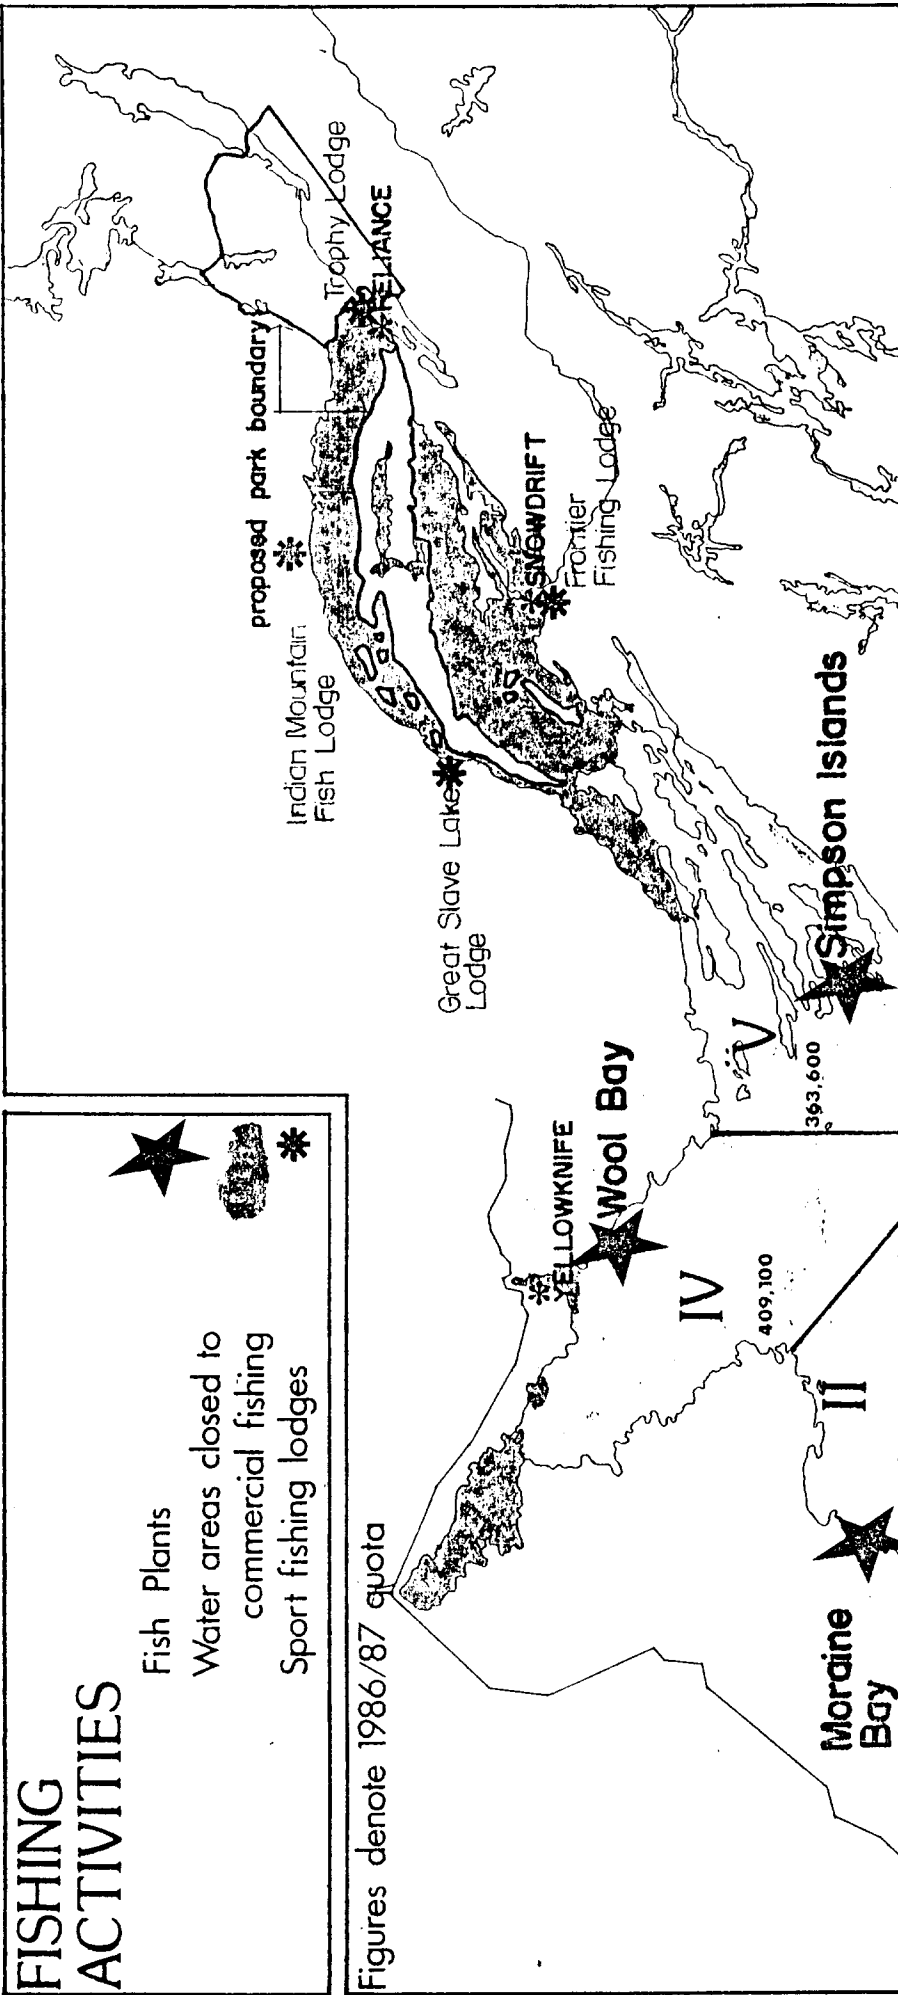 FISHING
ACTIVITIES
Fish Plants
Water areas closed to
commercial fishing
Sport fishing lodges
Figures denote 1986/87 quota
proposed park boundary
Trophy Lodge
RELIANCE
Indian Mountain
Fish Lodge
SNOWDRIFT
Frontier
Fishing Lodge
Great Slave Lake
Lodge
YELLOWKNIFE
Wool Bay
Simpson Islands
V
363,600
IV
409,100
II
Moraine
Bay